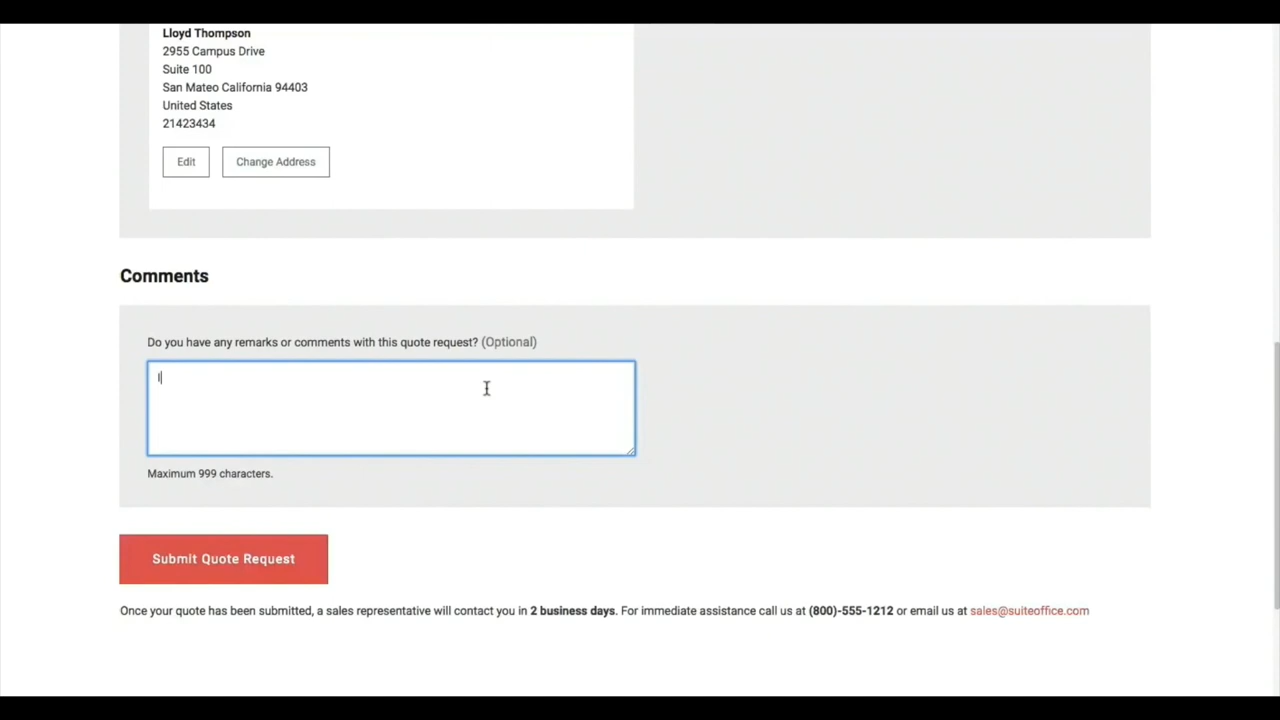 Lloyd Thompson
2955 Campus Drive
Suite 100
San Mateo California 94403
United States
21423434
Edit
Change Address
Comments
Do you have any remarks or comments with this quote request? (Optional)
I
Maximum 999 characters.
Submit Quote Request
Once your quote has been submitted, a sales representative will contact you in 2 business days. For immediate assistance call us at (800)-555-1212 or email us at sales@suiteoffice.com